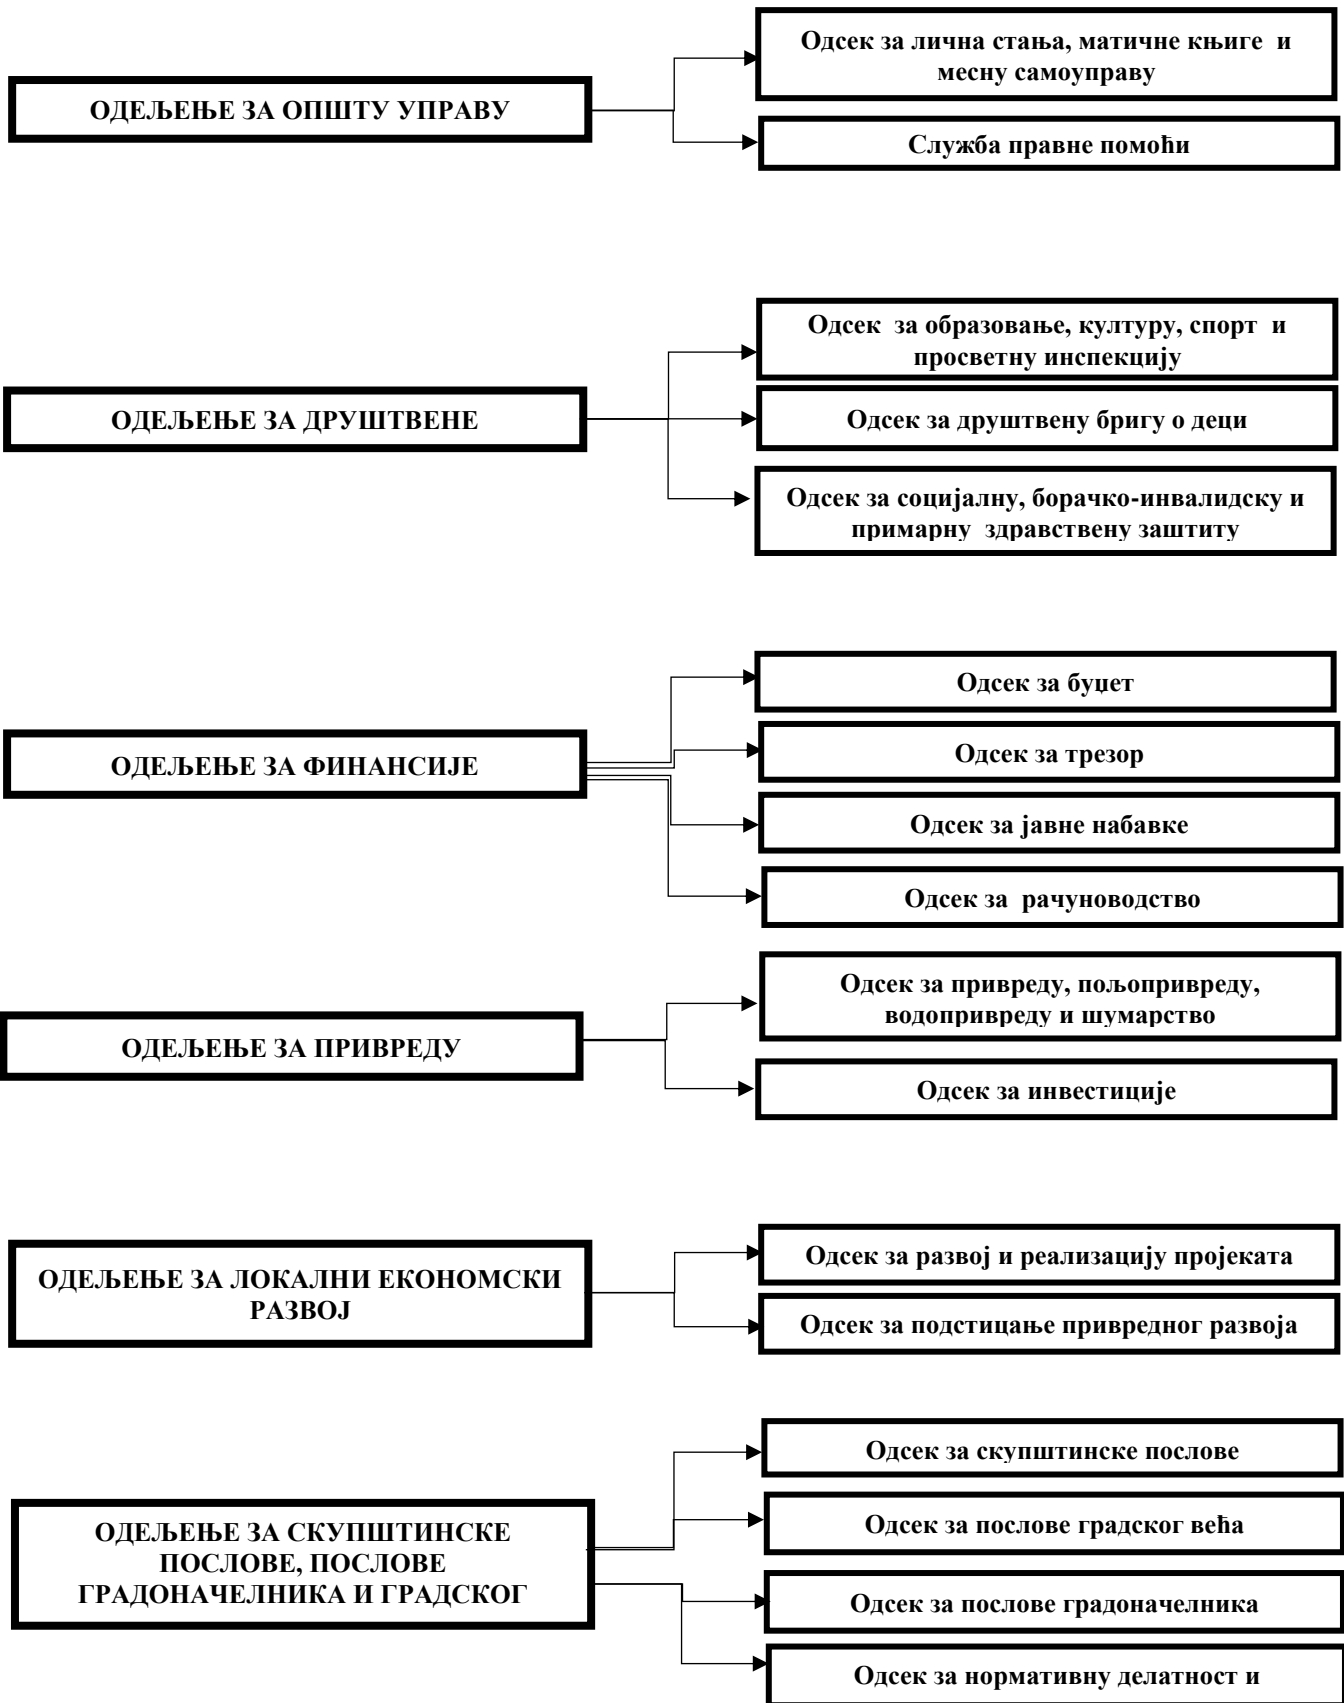 Одсек за лична стања, матичне књиге и
месну самоуправу
ОДЕЉЕЊЕ ЗА ОПШТУ УПРАВУ
Служба правне помоћи
Одсек за образовање, културу, спорт и
просветну инспекцију
ОДЕЉЕЊЕ ЗА ДРУШТВЕНЕ
Одсек за друштвену бригу о деци
Одсек за социјалну, борачко-инвалидску и
примарну здравствену заштиту
Одсек за буџет
ОДЕЉЕЊЕ ЗА ФИНАНСИЈЕ
Одсек за трезор
Одсек за јавне набавке
Одсек за рачуноводство
Одсек за привреду, пољопривреду,
водопривреду и шумарство
ОДЕЉЕЊЕ ЗА ПРИВРЕДУ
Одсек за инвестиције
ОДЕЉЕЊЕ ЗА ЛОКАЛНИ ЕКОНОМСКИ
РАЗВОЈ
Одсек за развој и реализацију пројеката
Одсек за подстицање привредног развоја
Одсек за скупштинске послове
ОДЕЉЕЊЕ ЗА СКУПШТИНСКЕ
ПОСЛОВЕ, ПОСЛОВЕ
ГРАДОНАЧЕЛНИКА И ГРАДСКОГ
Одсек за послове градског већа
Одсек за послове градоначелника
Одсек за нормативну делатност и